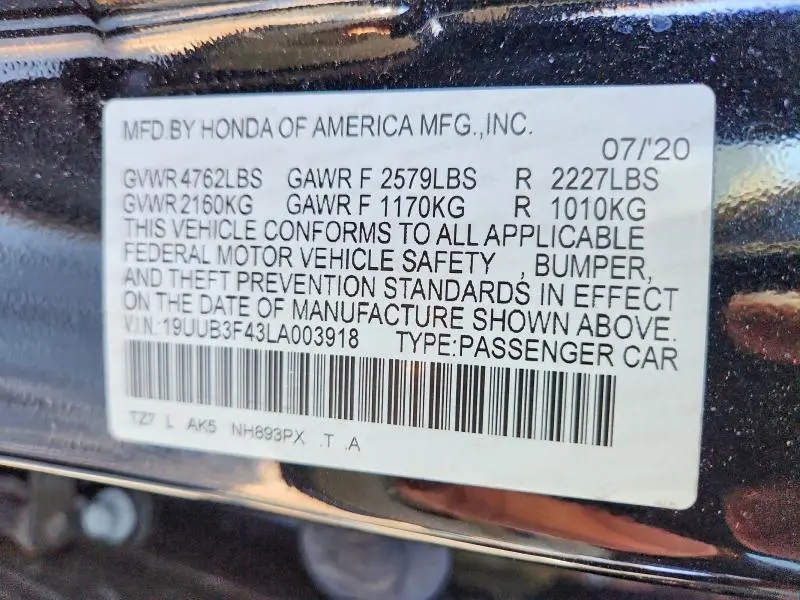 MFD.BY HONDA OF AMERICA MFG.,INC.
07/'20
GVWR 4762LBS GAWR F 2579LBS R 2227LBS
GVWR 2160KG GAWR F 1170KG R 1010KG
THIS VEHICLE CONFORMS TO ALL APPLICABLE
FEDERAL MOTOR VEHICLE SAFETY , BUMPER,
AND THEFT PREVENTION STANDARDS IN EFFECT
ON THE DATE OF MANUFACTURE SHOWN ABOVE.
V.I.N.:19UUB3F43LA003918 TYPE:PASSENGER CAR
TZ7 L AK5 NH893PX .T .A